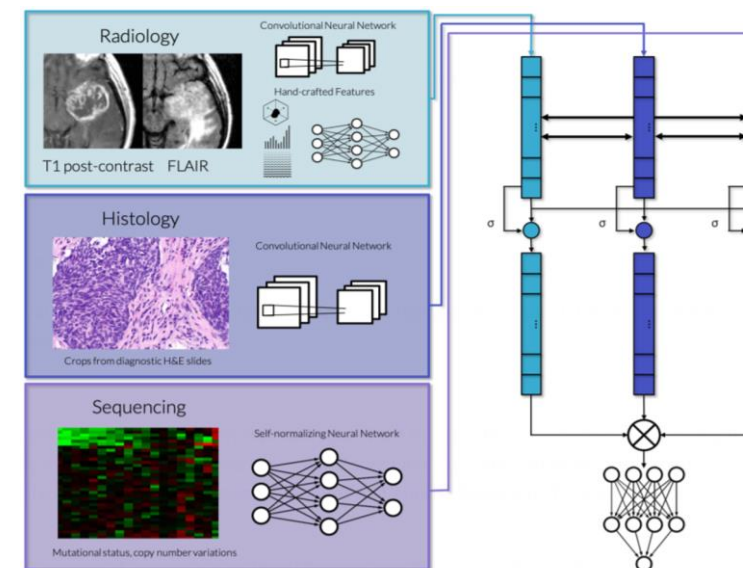 Radiology
Convolutional Neural Network
Hand-crafted Features
T1 post-contrast FLAIR
Histology
Convolutional Neural Network
Crops from diagnostic H&E slides
Sequencing
Self-normalizing Neural Network
Mutational status, copy number variations
...
...
σ
σ
σ
...
...